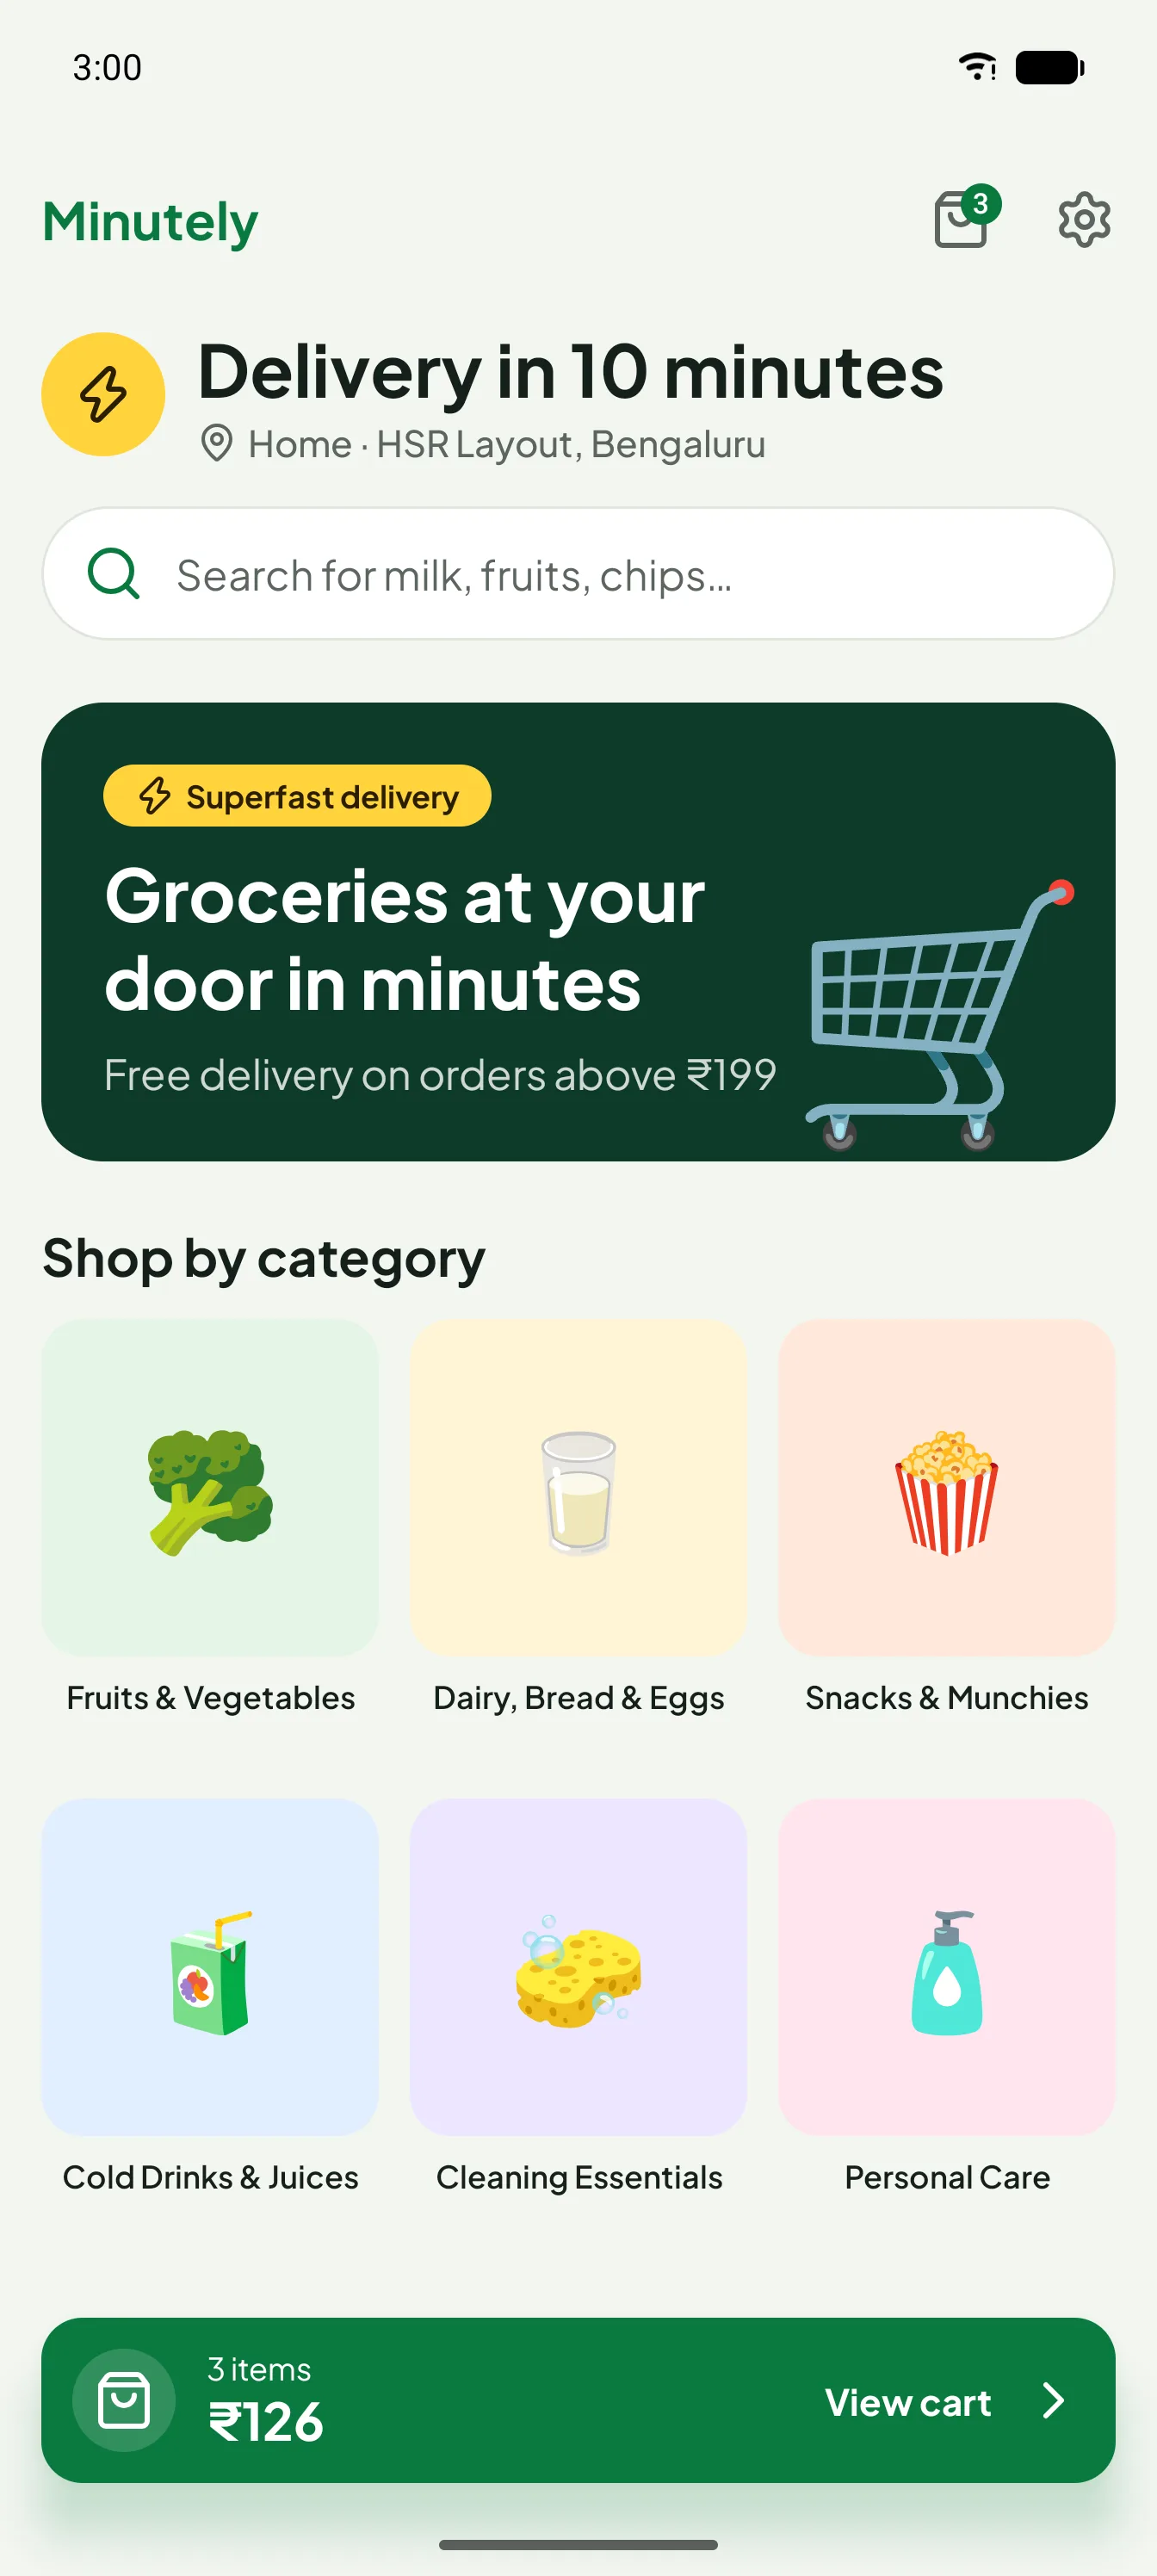 3:00
Minutely
3
Delivery in 10 minutes
Home · HSR Layout, Bengaluru
Search for milk, fruits, chips...
Superfast delivery
Groceries at your
door in minutes
Free delivery on orders above ₹199
Shop by category
Fruits & Vegetables
Dairy, Bread & Eggs
Snacks & Munchies
Cold Drinks & Juices
Cleaning Essentials
Personal Care
3 items
₹126
View cart